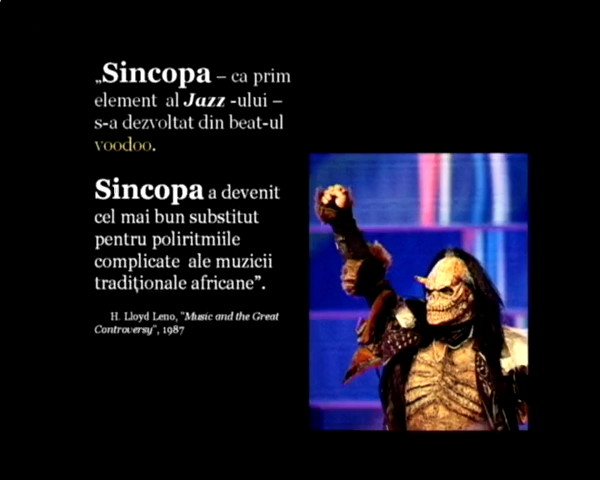 „Sincopa – ca prim
element al Jazz -ului –
s-a dezvoltat din beat-ul
voodoo.
Sincopa a devenit
cel mai bun substitut
pentru poliritmiile
complicate ale muzicii
tradiţionale africane”.
H. Lloyd Leno, "Music and the Great
Controversy", 1987